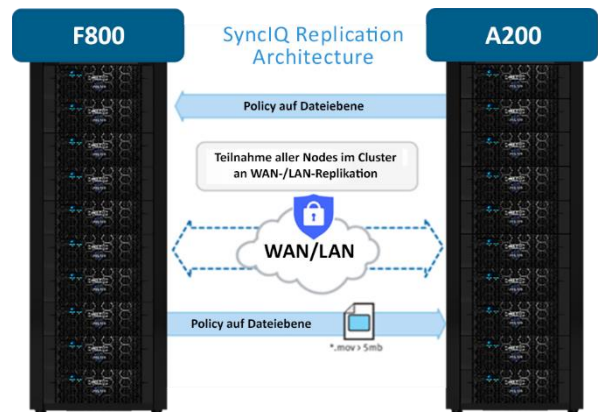 F800
SyncIQ Replication
Architecture
A200
Policy auf Dateiebene
Teilnahme aller Nodes im Cluster
an WAN-/LAN-Replikation
WAN/LAN
Policy auf Dateiebene
*.mov > 5mb